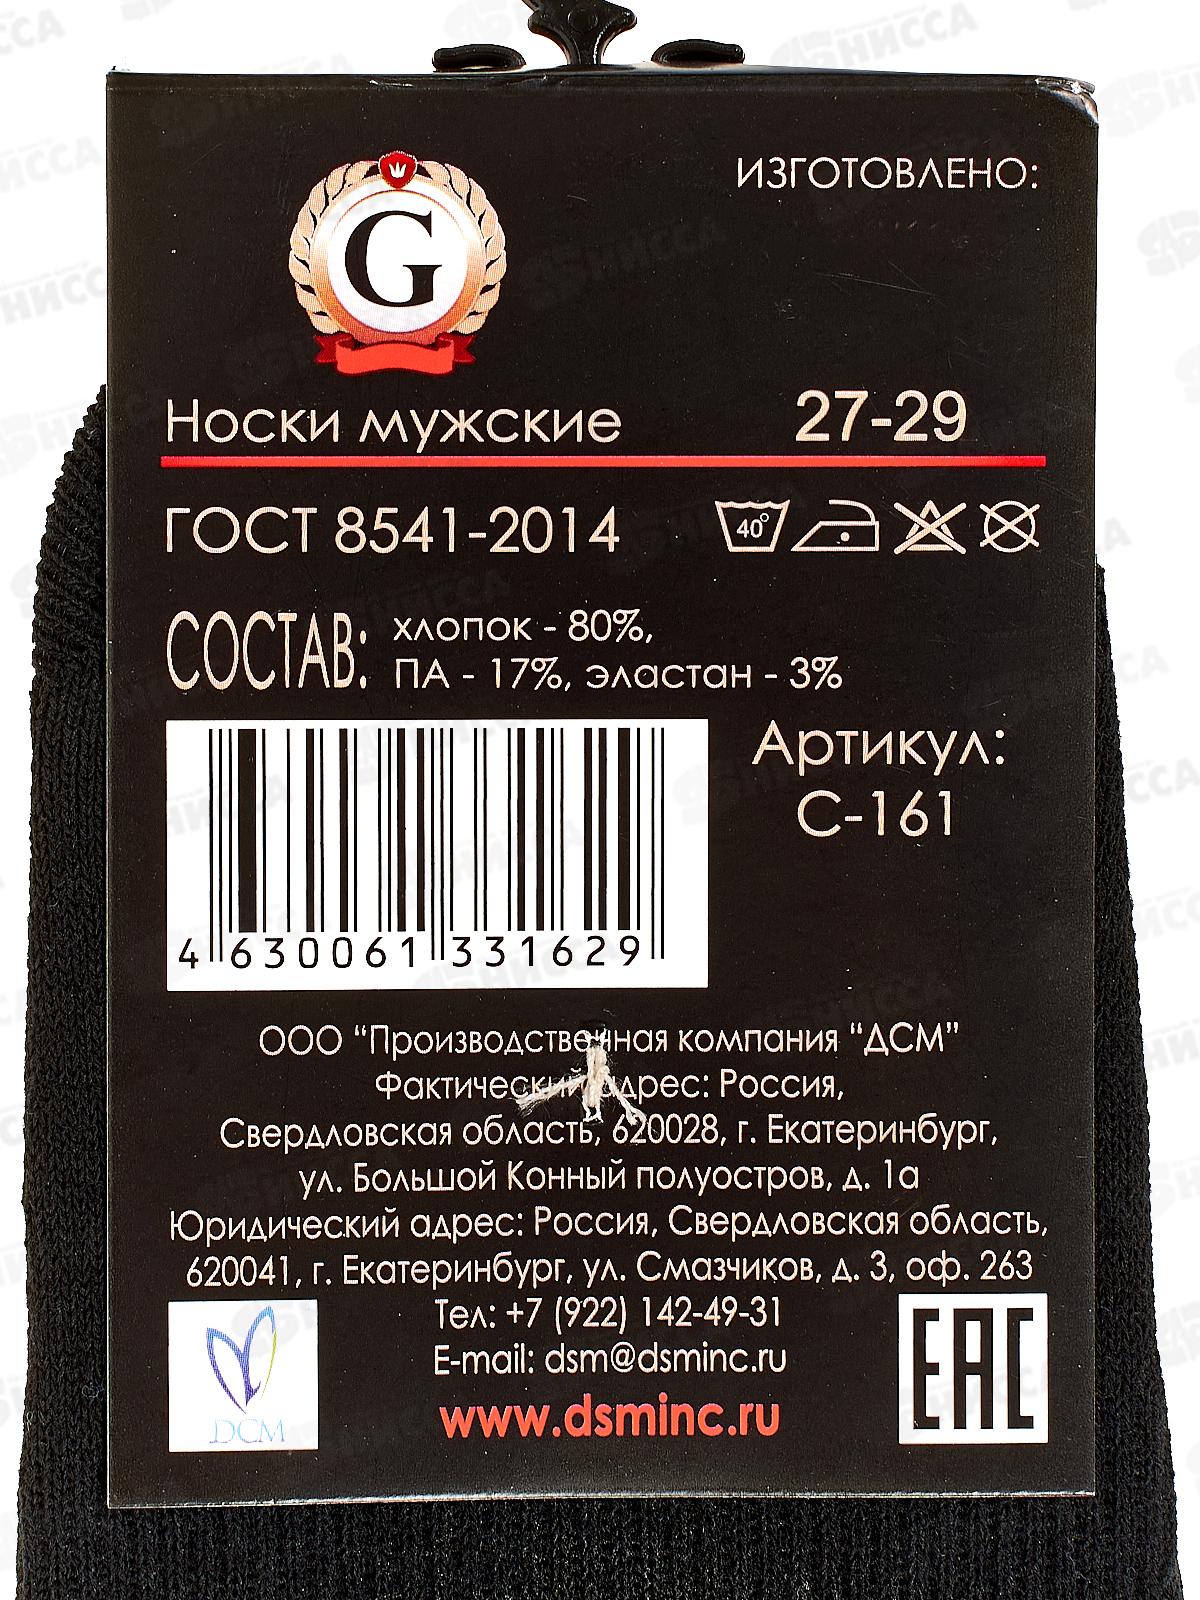 ИЗГОТОВЛЕНО:
G
Носки мужские 27-29
ГОСТ 8541-2014 40°
СОСТАВ: хлопок - 80%,
ПА - 17%, эластан - 3%
Артикул:
С-161
4 630061 331629
ООО “Производственная компания “ДСМ”
Фактический адрес: Россия,
Свердловская область, 620028, г. Екатеринбург,
ул. Большой Конный полуостров, д. 1а
Юридический адрес: Россия, Свердловская область,
620041, г. Екатеринбург, ул. Смазчиков, д. 3, оф. 263
Тел: +7 (922) 142-49-31
E-mail: dsm@dsminc.ru
www.dsminc.ru
ДСМ
EAC